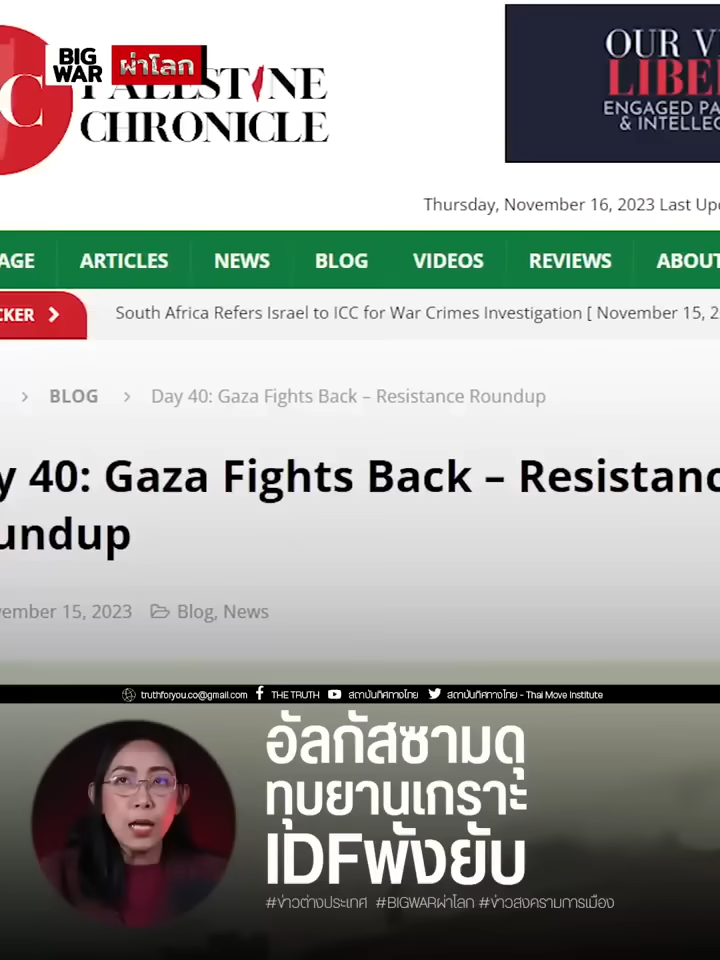 BIG
WAR
ผ่าโลก
C
PALESTINE
CHRONICLE
OUR V
LIBE
ENGAGED PA
& INTELLEC
Thursday, November 16, 2023 Last Up
AGE ARTICLES NEWS BLOG VIDEOS REVIEWS ABOUT
CKER South Africa Refers Israel to ICC for War Crimes Investigation [ November 15, 2
BLOG Day 40: Gaza Fights Back – Resistance Roundup
y 40: Gaza Fights Back – Resistanc
undup
vember 15, 2023 Blog, News
truthforyou.co@gmail.com THE TRUTH สถาบันทิศทางไทย สถาบันทิศทางไทย - Thai Move Institute
อัลกัสซามดุ
ทุบยานเกราะ
IDFพังยับ
#ข่าวต่างประเทศ #BIGWARผ่าโลก #ข่าวสงครามการเมือง